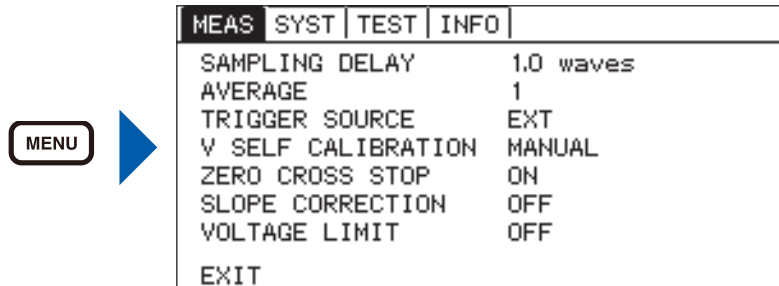 MENU
MEAS SYST TEST INFO
SAMPLING DELAY 1.0 waves
AVERAGE 1
TRIGGER SOURCE EXT
V SELF CALIBRATION MANUAL
ZERO CROSS STOP ON
SLOPE CORRECTION OFF
VOLTAGE LIMIT OFF
EXIT